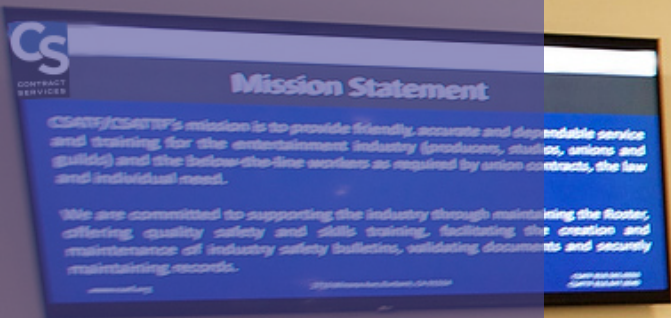 CS
CONTRACT
SERVICES
Mission Statement
CSATF/CSATTF's mission is to provide friendly, accurate and dependable service
and training for the entertainment industry (producers, studios, unions and
guilds) and the below-the-line workers as required by union contracts, the law
and individual need.
We are committed to supporting the industry through maintaining the Roster,
offering quality safety and skills training, facilitating the creation and
maintenance of industry safety bulletins, validating documents and securely
maintaining records.